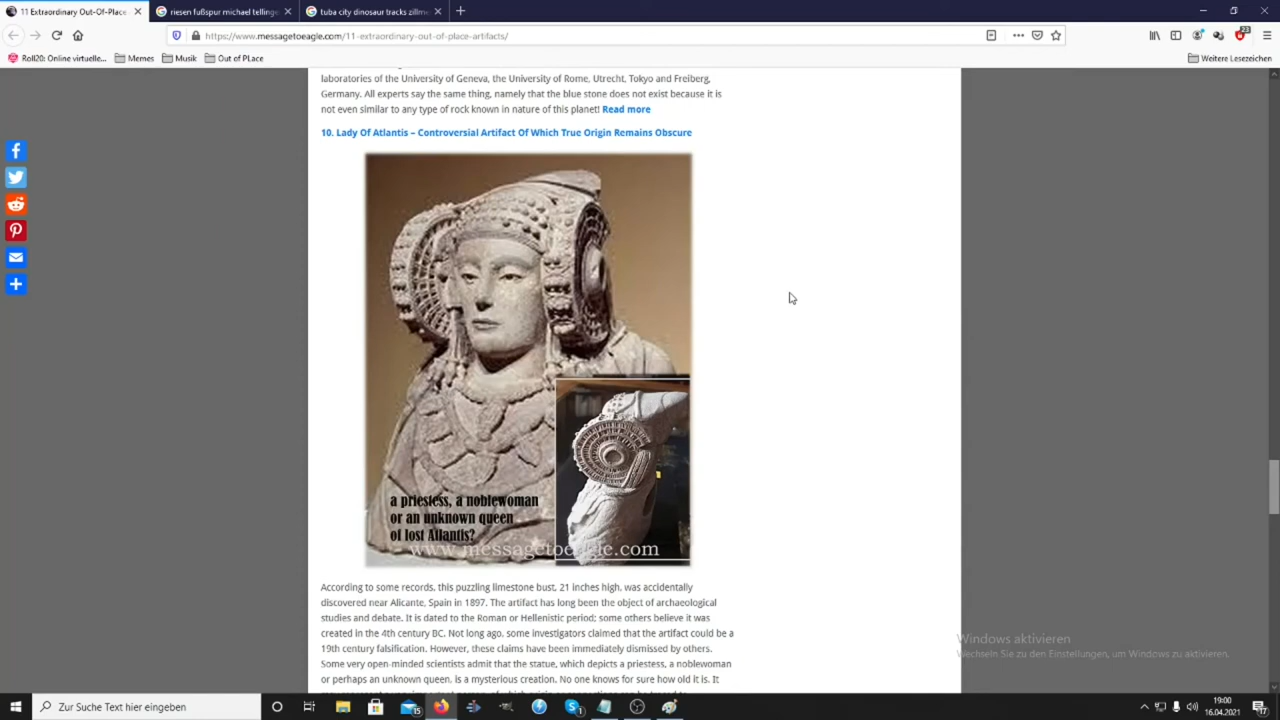 11 Extraordinary Out-Of-Place
riesen fußspur michael tellinge
tuba city dinosaur tracks zillme
https://www.messagetoeagle.com/11-extraordinary-out-of-place-artifacts/
Roll20: Online virtuelle...
Memes
Musik
Out of PLace
Weitere Lesezeichen
laboratories of the University of Geneva, the University of Rome, Utrecht, Tokyo and Freiberg,
Germany. All experts say the same thing, namely that the blue stone does not exist because it is
not even similar to any type of rock known in nature of this planet! Read more
10. Lady Of Atlantis – Controversial Artifact Of Which True Origin Remains Obscure
a priestess, a noblewoman
or an unknown queen
of lost Atlantis?
www.messagetoeagle.com
According to some records, this puzzling limestone bust, 21 inches high, was accidentally
discovered near Alicante, Spain in 1897. The artifact has long been the object of archaeological
studies and debate. It is dated to the Roman or Hellenistic period; some others believe it was
created in the 4th century BC. Not long ago, some investigators claimed that the artifact could be a
19th century falsification. However, these claims have been immediately dismissed by others.
Some very open-minded scientists admit that the statue, which depicts a priestess, a noblewoman
or perhaps an unknown queen, is a mysterious creation. No one knows for sure how old it is. It
Windows aktivieren
Wechseln Sie zu den Einstellungen, um Windows zu aktivieren.
Zur Suche Text hier eingeben
15
1
19:00
16.04.2021
17